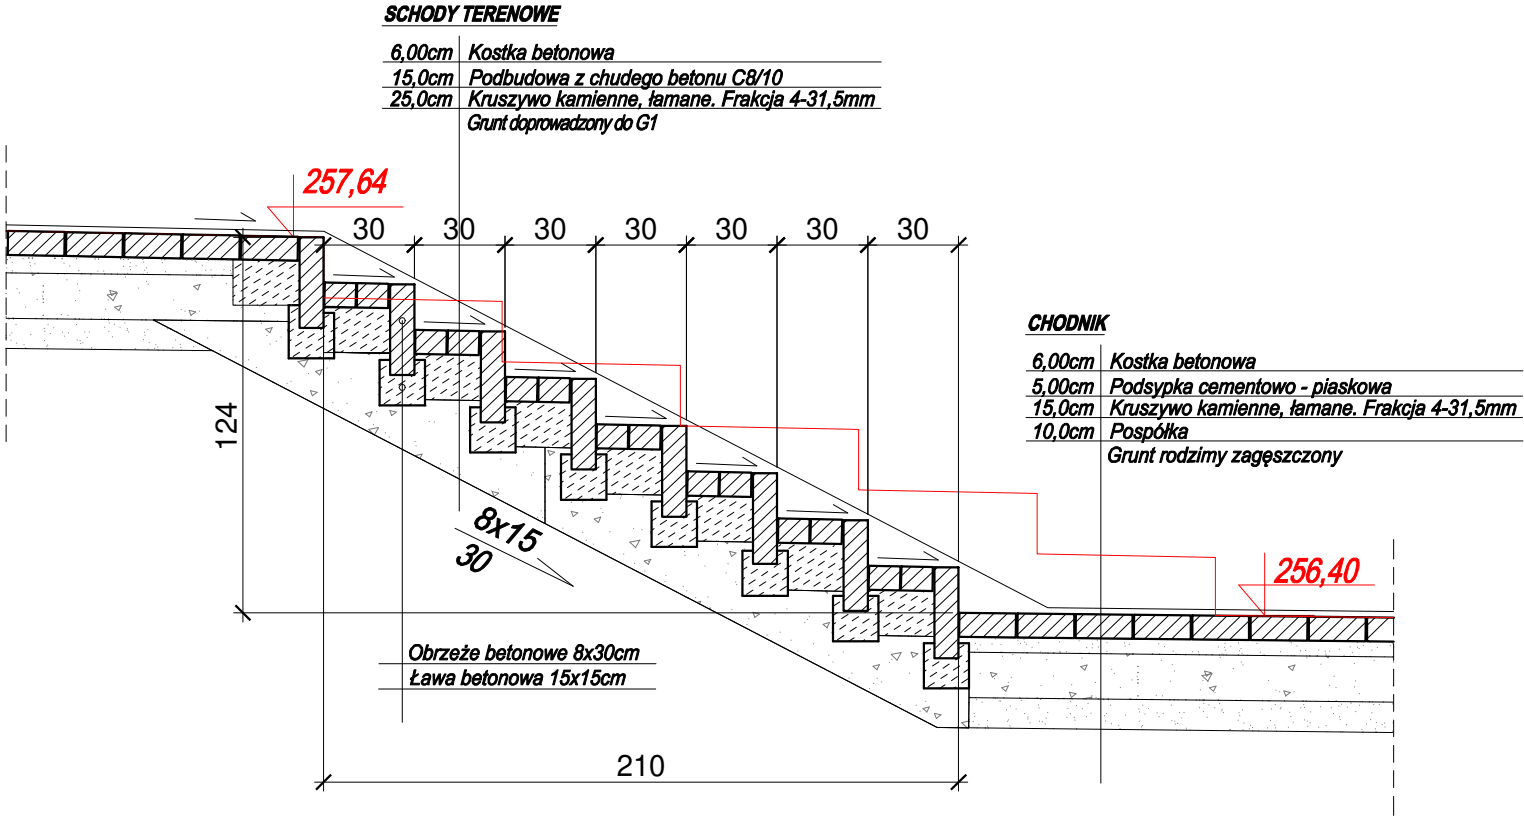 SCHODY TERENOWE
6,00cm Kostka betonowa
15,0cm Podbudowa z chudego betonu C8/10
25,0cm Kruszywo kamienne, łamane. Frakcja 4-31,5mm
Grunt doprowadzony do G1
257,64
30 30 30 30 30 30 30
CHODNIK
6,00cm Kostka betonowa
5,00cm Podsypka cementowo - piaskowa
15,0cm Kruszywo kamienne, łamane. Frakcja 4-31,5mm
10,0cm Pospółka
Grunt rodzimy zagęszczony
124
8x15
30
256,40
Obrzeże betonowe 8x30cm
Ława betonowa 15x15cm
210